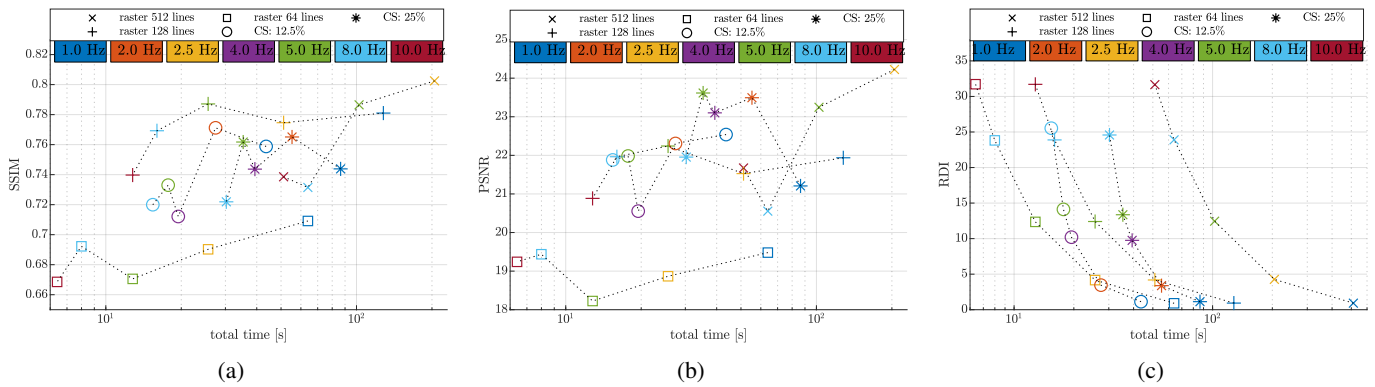 × raster 512 lines □ raster 64 lines ✳ CS: 25%
+ raster 128 lines ○ CS: 12.5%
1.0 Hz 2.0 Hz 2.5 Hz 4.0 Hz 5.0 Hz 8.0 Hz 10.0 Hz
0.82
0.8
0.78
0.76
0.74
0.72
0.7
0.68
0.66
SSIM
10¹ 10²
total time [s]
(a)
× raster 512 lines □ raster 64 lines ✳ CS: 25%
+ raster 128 lines ○ CS: 12.5%
25
1.0 Hz 2.0 Hz 2.5 Hz 4.0 Hz 5.0 Hz 8.0 Hz 10.0 Hz
24
23
22
21
20
19
18
PSNR
10¹ 10²
total time [s]
(b)
× raster 512 lines □ raster 64 lines ✳ CS: 25%
+ raster 128 lines ○ CS: 12.5%
1.0 Hz 2.0 Hz 2.5 Hz 4.0 Hz 5.0 Hz 8.0 Hz 10.0 Hz
35
30
25
20
15
10
5
0
RDI
10¹ 10²
total time [s]
(c)